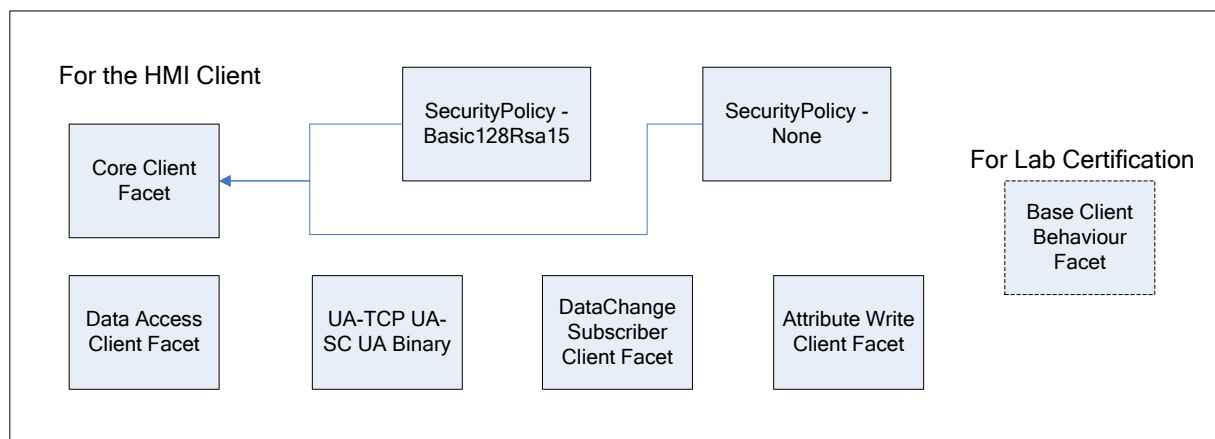 For the HMI Client
SecurityPolicy -
Basic128Rsa15
SecurityPolicy -
None
Core Client
Facet
For Lab Certification
Base Client
Behaviour
Facet
Data Access
Client Facet
UA-TCP UA-
SC UA Binary
DataChange
Subscriber
Client Facet
Attribute Write
Client Facet